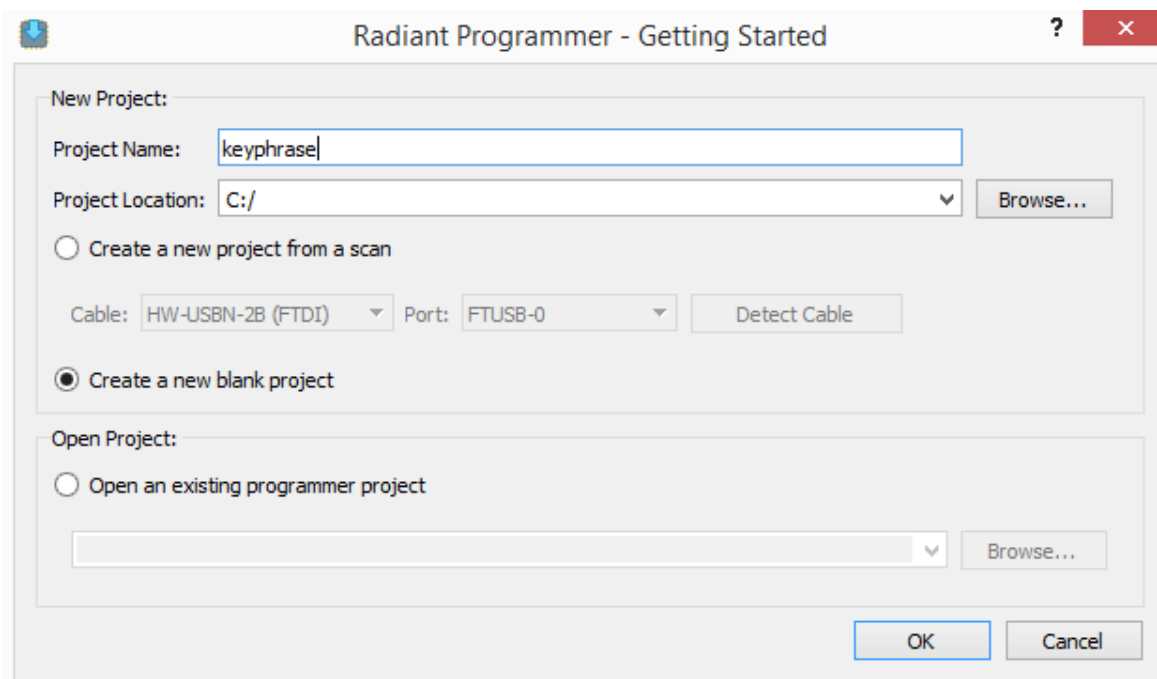 Radiant Programmer - Getting Started ? ×
New Project:
Project Name: keyphrase
Project Location: C:/ Browse...
Create a new project from a scan
Cable: HW-USBN-2B (FTDI) Port: FTUSB-0 Detect Cable
Create a new blank project
Open Project:
Open an existing programmer project
Browse...
OK Cancel